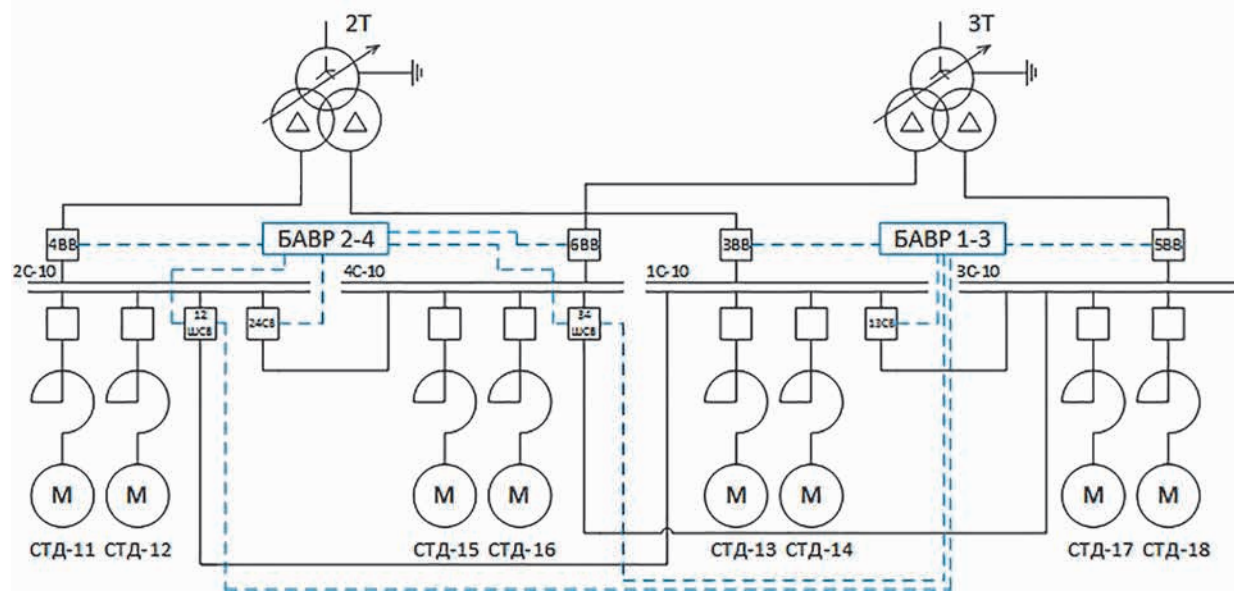 2Т 3Т
4ВВ БАВР 2-4 6ВВ 3ВВ БАВР 1-3 5ВВ
2С-10 4С-10 1С-10 3С-10
12 ШСВ 24СВ 34 ШСВ 13СВ
М М М М М М М М
СТД-11 СТД-12 СТД-15 СТД-16 СТД-13 СТД-14 СТД-17 СТД-18